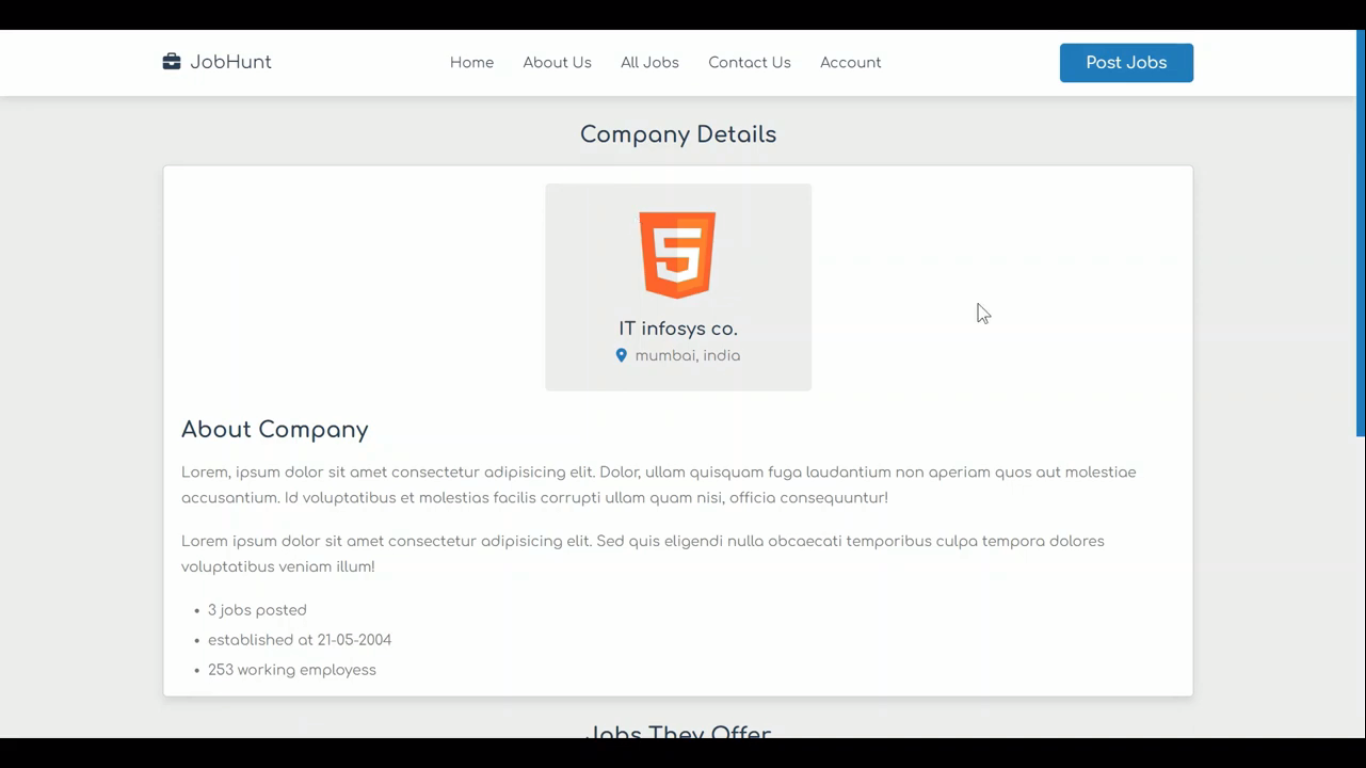 JobHunt
Home About Us All Jobs Contact Us Account
Post Jobs
Company Details
5
IT infosys co.
mumbai, india
About Company
Lorem, ipsum dolor sit amet consectetur adipisicing elit. Dolor, ullam quisquam fuga laudantium non aperiam quos aut molestiae
accusantium. Id voluptatibus et molestias facilis corrupti ullam quam nisi, officia consequuntur!
Lorem ipsum dolor sit amet consectetur adipisicing elit. Sed quis eligendi nulla obcaecati temporibus culpa tempora dolores
voluptatibus veniam illum!
• 3 jobs posted
• established at 21-05-2004
• 253 working employess
Jobs They Offer